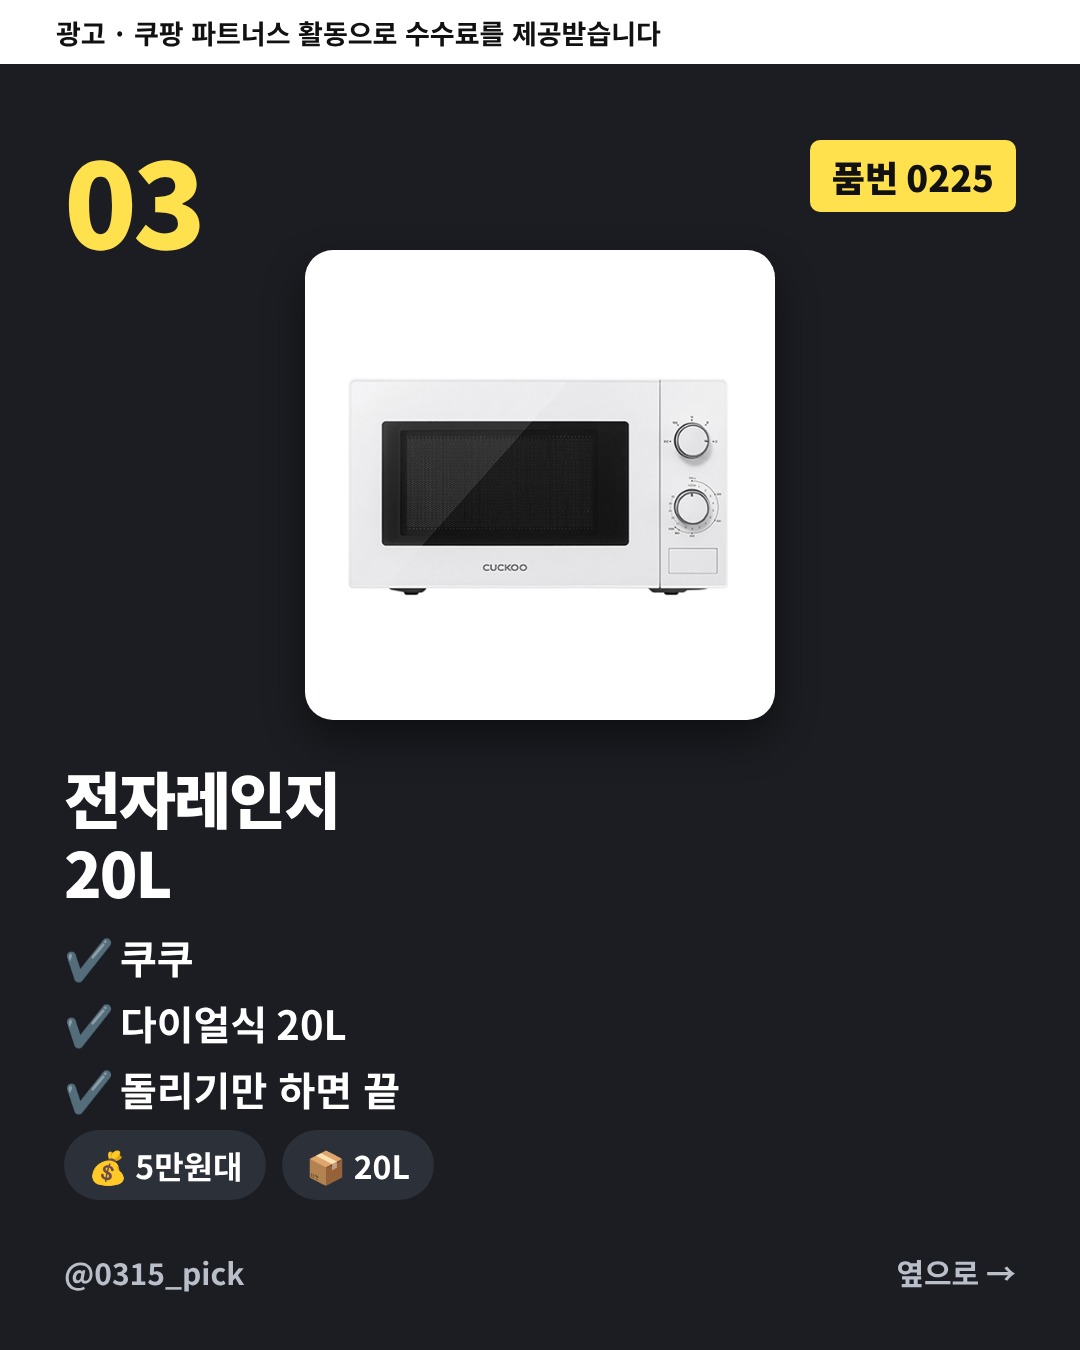 광고 · 쿠팡 파트너스 활동으로 수수료를 제공받습니다
03
품번 0225
CUCKOO
전자레인지
20L
✔ 쿠쿠
✔ 다이얼식 20L
✔ 돌리기만 하면 끝
💰 5만원대
📦 20L
@0315_pick
옆으로 →